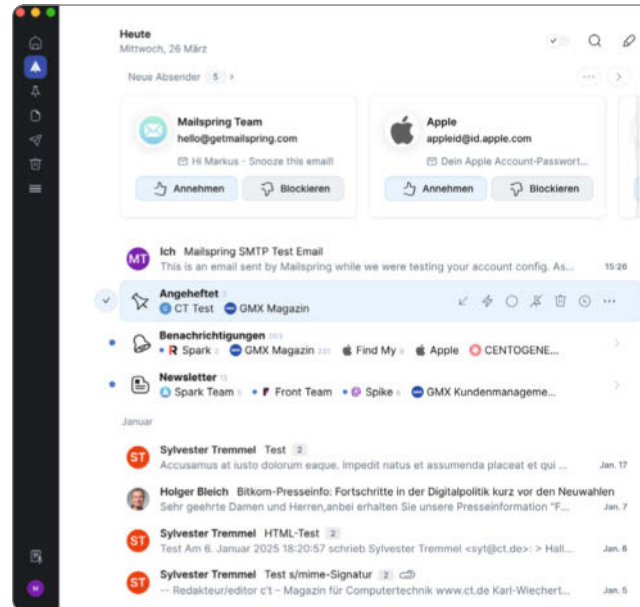 Heute
Mittwoch, 26 März
Neue Absender 5
Mailspring Team
hello@getmailspring.com
Hi Markus - Snooze this email!
Annehmen
Blockieren
Apple
appleid@id.apple.com
Dein Apple Account-Passwort...
Annehmen
Blockieren
MT
Ich Mailspring SMTP Test Email
This is an email sent by Mailspring while we were testing your account config. As...
15:26
Angeheftet
CT Test GMX Magazin
Benachrichtigungen 263
Spark 2 GMX Magazin 231 Find My Apple CENTOGENE...
Newsletter 15
Spark Team Front Team Spike GMX Kundenmanageme...
Januar
ST
Sylvester Tremmel Test 2
Accusamus at iusto dolorum eaque. Impedit natus et assumenda placeat et qui ...
Jan. 17
Holger Bleich Bitkom-Presseinfo: Fortschritte in der Digitalpolitik kurz vor den Neuwahlen
Sehr geehrte Damen und Herren,anbei erhalten Sie unsere Presseinformation "F...
Jan. 7
ST
Sylvester Tremmel HTML-Test 2
Test Am 6. Januar 2025 18:20:57 schrieb Sylvester Tremmel <syt@ct.de>: > Hall...
Jan. 6
ST
Sylvester Tremmel Test s/mime-Signatur 2
-- Redakteur/editor c't – Magazin für Computertechnik www.ct.de Karl-Wiechert...
Jan. 5
M